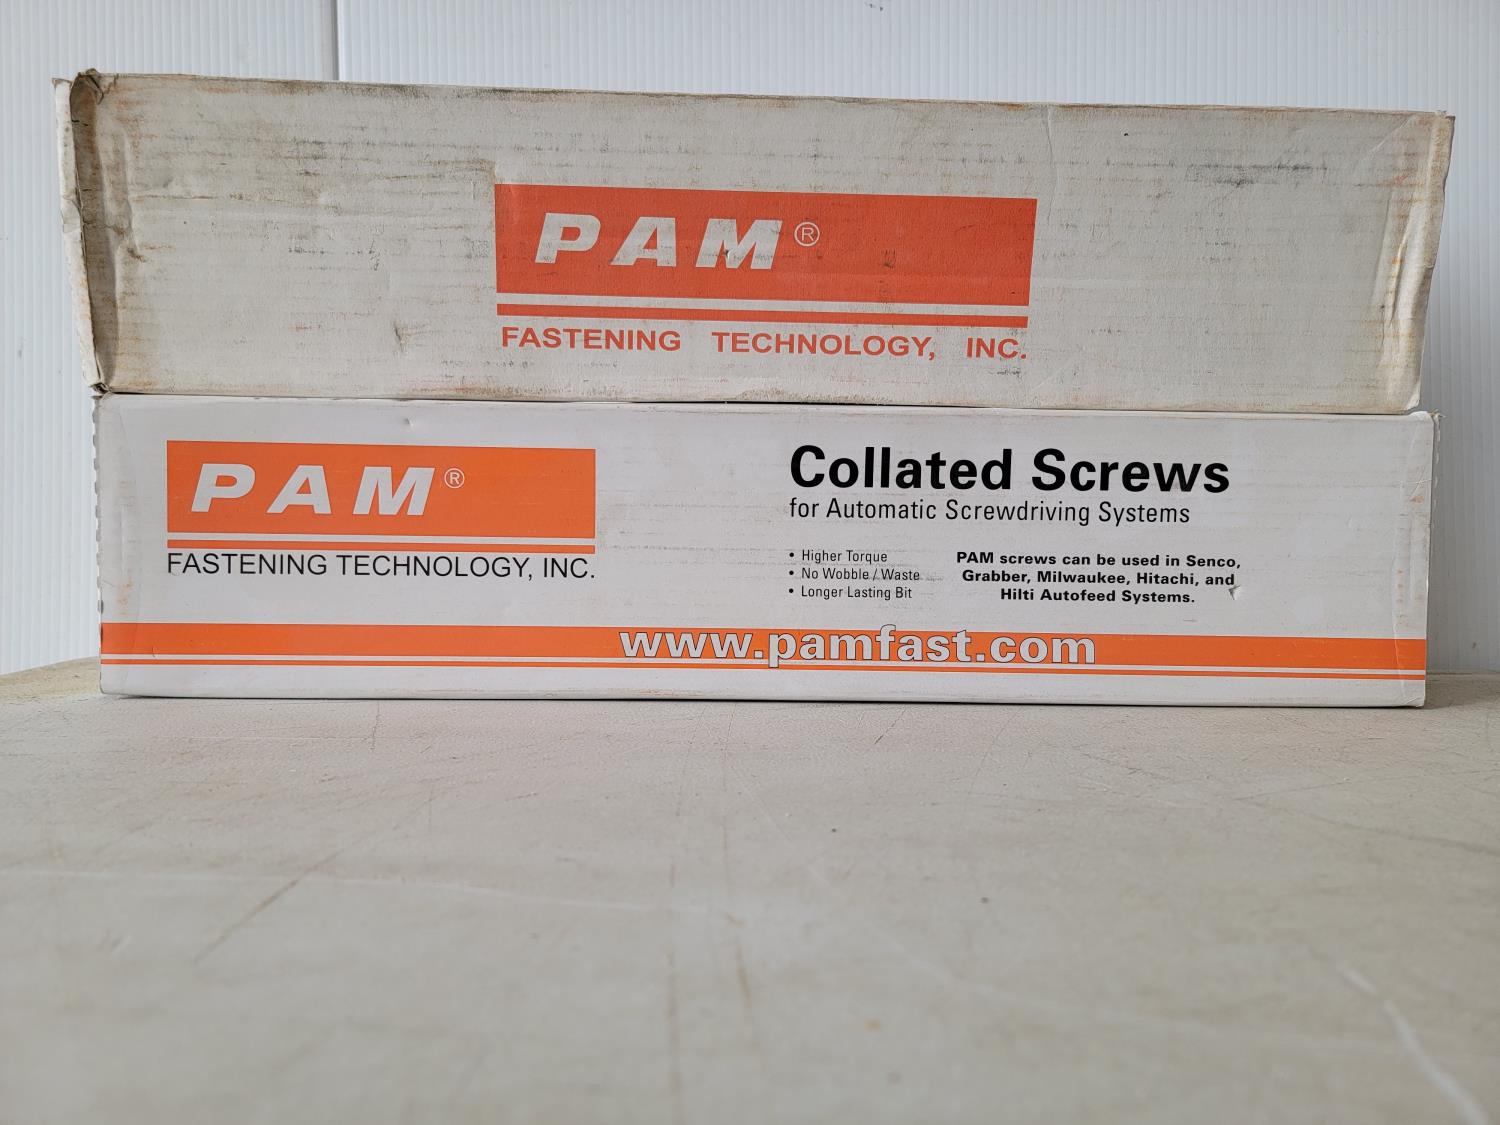 PAM®
FASTENING TECHNOLOGY, INC.
PAM®
FASTENING TECHNOLOGY, INC.
Collated Screws
for Automatic Screwdriving Systems
• Higher Torque
• No Wobble / Waste
• Longer Lasting Bit
PAM screws can be used in Senco,
Grabber, Milwaukee, Hitachi, and
Hilti Autofeed Systems.
www.pamfast.com